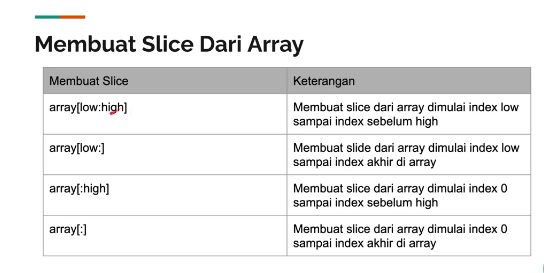 Membuat Slice Dari Array
Membuat Slice
Keterangan
array[low:high]
Membuat slice dari array dimulai index low
sampai index sebelum high
array[low:]
Membuat slide dari array dimulai index low
sampai index akhir di array
array[:high]
Membuat slice dari array dimulai index 0
sampai index sebelum high
array[:]
Membuat slice dari array dimulai index 0
sampai index akhir di array